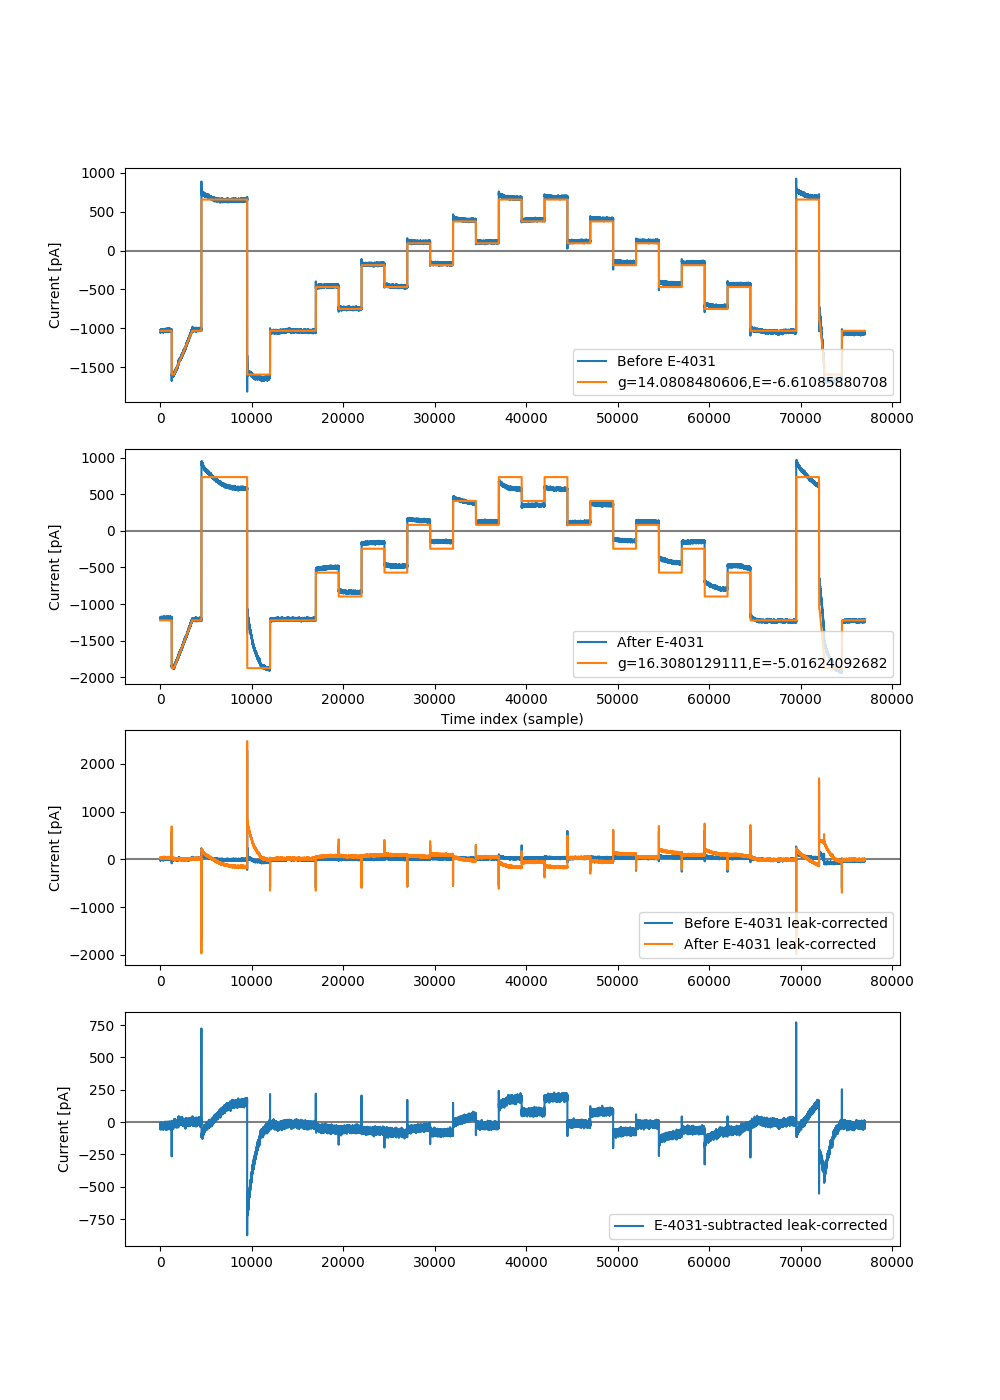 1000
500
0
−500
−1000
−1500
Current [pA]
Before E-4031
g=14.0808480606,E=-6.61085880708
0 10000 20000 30000 40000 50000 60000 70000 80000
1000
500
0
−500
−1000
−1500
−2000
Current [pA]
After E-4031
g=16.3080129111,E=-5.01624092682
0 10000 20000 30000 40000 50000 60000 70000 80000
Time index (sample)
2000
1000
0
−1000
−2000
Current [pA]
Before E-4031 leak-corrected
After E-4031 leak-corrected
0 10000 20000 30000 40000 50000 60000 70000 80000
750
500
250
0
−250
−500
−750
Current [pA]
E-4031-subtracted leak-corrected
0 10000 20000 30000 40000 50000 60000 70000 80000